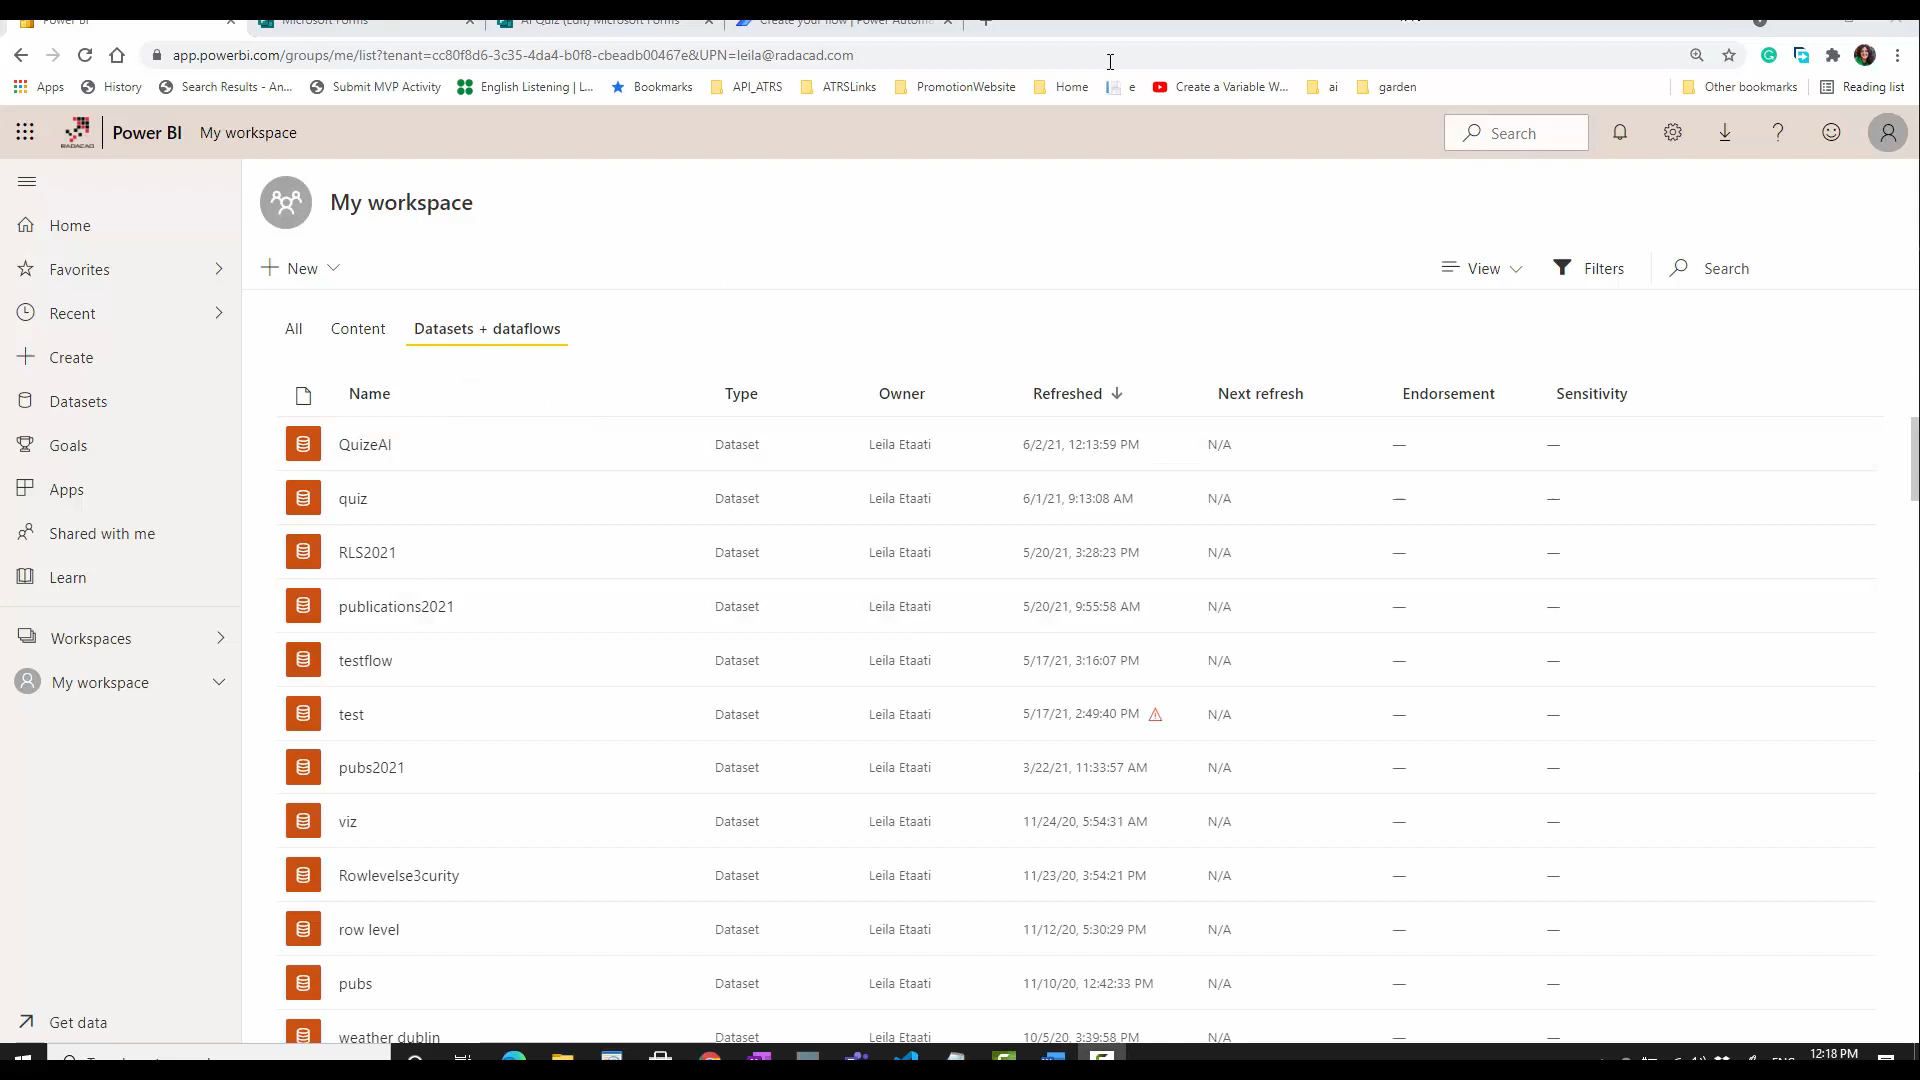 Power BI
Microsoft Forms
AI Quiz (Edit) Microsoft Forms
Create your flow | Power Automa
app.powerbi.com/groups/me/list?tenant=cc80f8d6-3c35-4da4-b0f8-cbeadb00467e&UPN=leila@radacad.com
Apps History Search Results - An... Submit MVP Activity English Listening | L... Bookmarks API_ATRS ATRSLinks PromotionWebsite Home e Create a Variable W... ai garden Other bookmarks Reading list
RADACAD Power BI My workspace Search
My workspace
Home
Favorites
Recent
Create
Datasets
Goals
Apps
Shared with me
Learn
Workspaces
My workspace
Get data
New View Filters Search
All Content Datasets + dataflows
Name Type Owner Refreshed Next refresh Endorsement Sensitivity
QuizeAI Dataset Leila Etaati 6/2/21, 12:13:59 PM N/A — —
quiz Dataset Leila Etaati 6/1/21, 9:13:08 AM N/A — —
RLS2021 Dataset Leila Etaati 5/20/21, 3:28:23 PM N/A — —
publications2021 Dataset Leila Etaati 5/20/21, 9:55:58 AM N/A — —
testflow Dataset Leila Etaati 5/17/21, 3:16:07 PM N/A — —
test Dataset Leila Etaati 5/17/21, 2:49:40 PM N/A — —
pubs2021 Dataset Leila Etaati 3/22/21, 11:33:57 AM N/A — —
viz Dataset Leila Etaati 11/24/20, 5:54:31 AM N/A — —
Rowlevelse3curity Dataset Leila Etaati 11/23/20, 3:54:21 PM N/A — —
row level Dataset Leila Etaati 11/12/20, 5:30:29 PM N/A — —
pubs Dataset Leila Etaati 11/10/20, 12:42:33 PM N/A — —
weather dublin Dataset Leila Etaati 10/5/20, 3:39:58 PM N/A — —
ENG 12:18 PM